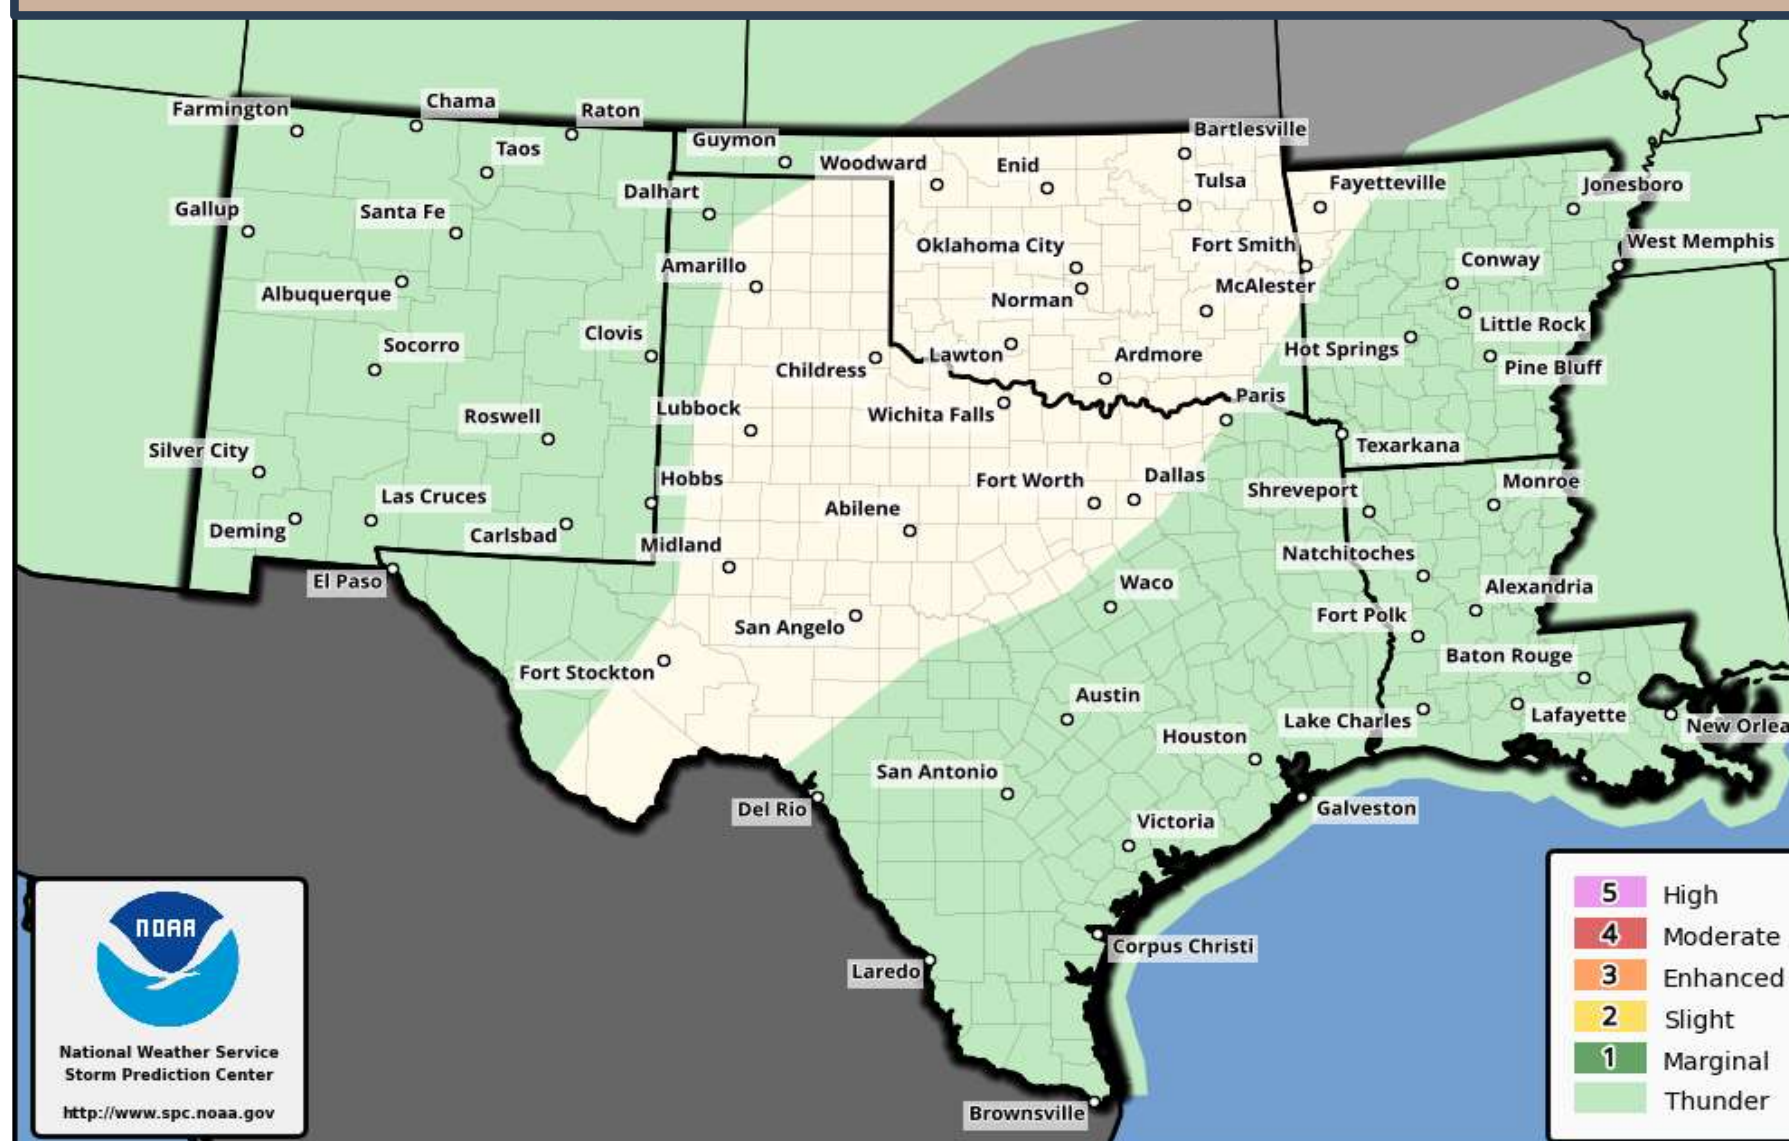 Farmington
Chama
Raton
Taos
Guymon
Woodward
Enid
Bartlesville
Tulsa
Fayetteville
Jonesboro
Gallup
Santa Fe
Dalhart
Oklahoma City
Fort Smith
West Memphis
Albuquerque
Amarillo
Norman
McAlester
Conway
Socorro
Clovis
Childress
Lawton
Ardmore
Hot Springs
Little Rock
Pine Bluff
Roswell
Lubbock
Wichita Falls
Paris
Texarkana
Silver City
Hobbs
Fort Worth
Dallas
Shreveport
Monroe
Deming
Las Cruces
Carlsbad
Abilene
Midland
Natchitoches
El Paso
Waco
Alexandria
San Angelo
Fort Polk
Fort Stockton
Baton Rouge
Austin
Lake Charles
Lafayette
New Orlea
Houston
San Antonio
Del Rio
Galveston
Victoria
Corpus Christi
Laredo
Brownsville
NOAA
National Weather Service
Storm Prediction Center
http://www.spc.noaa.gov
5 High
4 Moderate
3 Enhanced
2 Slight
1 Marginal
Thunder